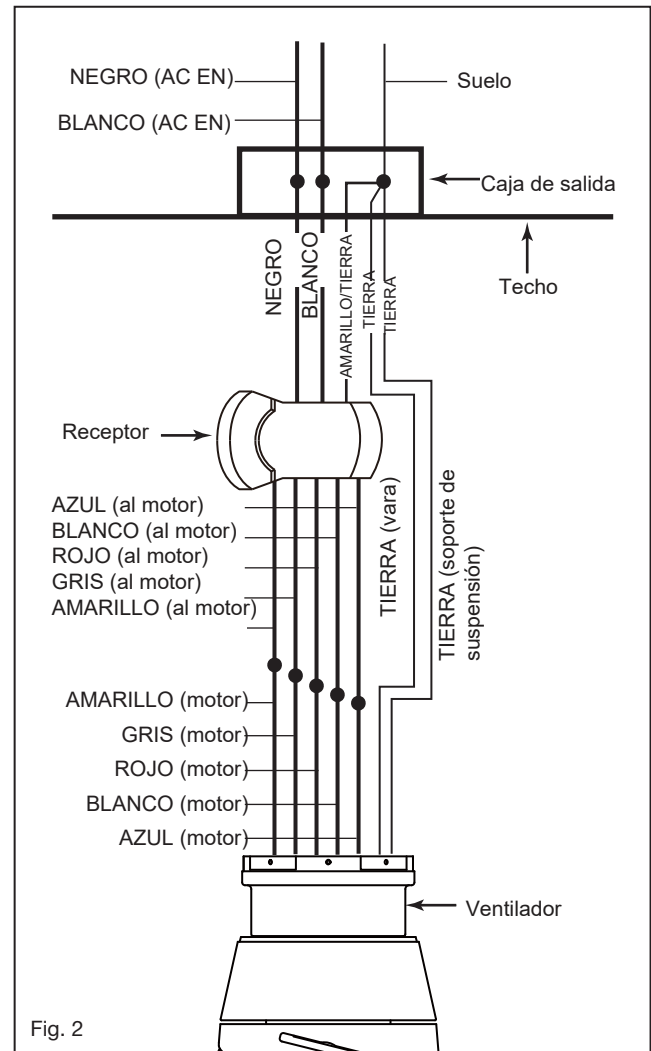 NEGRO (AC EN)
Suelo
BLANCO (AC EN)
Caja de salida
NEGRO
BLANCO
AMARILLO/TIERRA
TIERRA
TIERRA
Techo
Receptor
AZUL (al motor)
BLANCO (al motor)
ROJO (al motor)
GRIS (al motor)
AMARILLO (al motor)
TIERRA (vara)
TIERRA (soporte de
suspensión)
AMARILLO (motor)
GRIS (motor)
ROJO (motor)
BLANCO (motor)
AZUL (motor)
Ventilador
Fig. 2